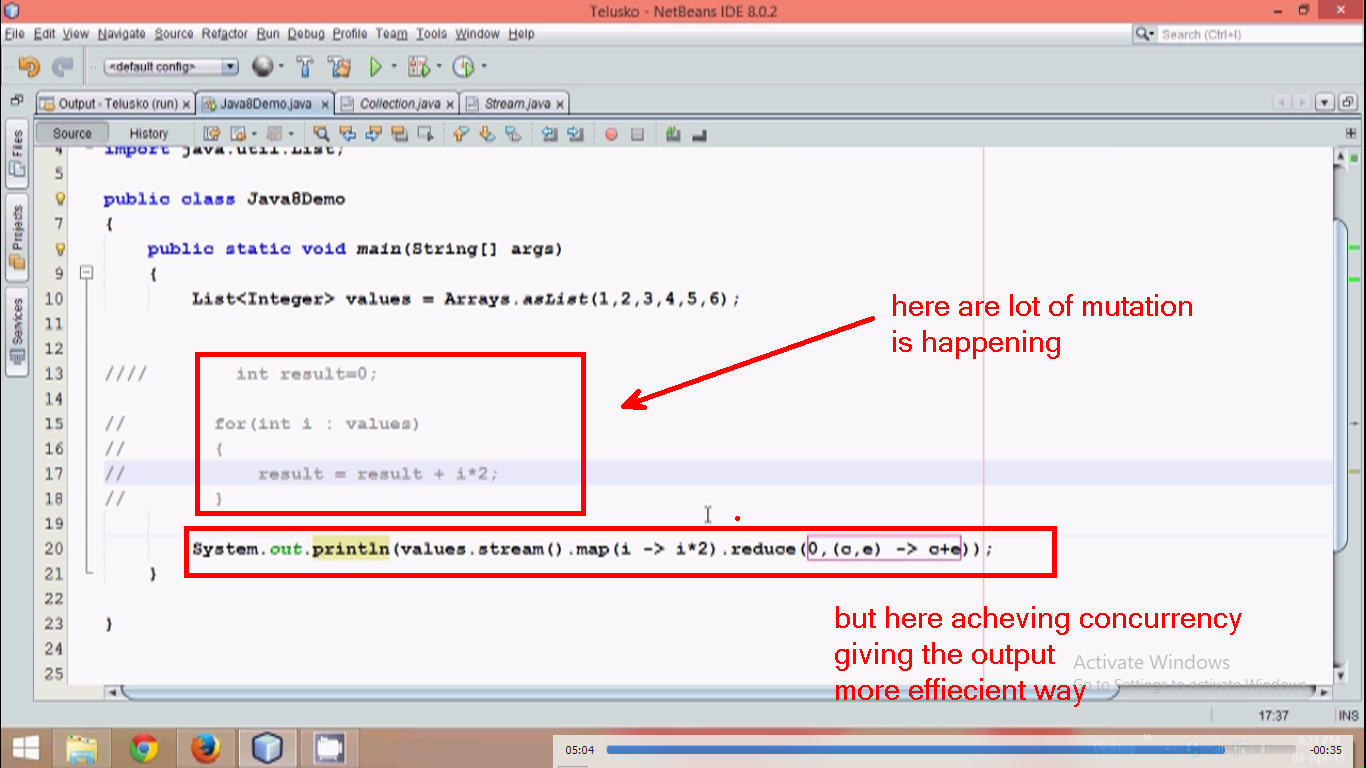 Telusko - NetBeans IDE 8.0.2
File Edit View Navigate Source Refactor Run Debug Profile Team Tools Window Help
Search (Ctrl+I)
<default config>
Output - Telusko (run) x Java8Demo.java x Collection.java x Stream.java x
Source History
Files
Projects
Services
4 import java.util.List;
5
public class Java8Demo
7 {
public static void main(String[] args)
9 {
10 List<Integer> values = Arrays.asList(1,2,3,4,5,6);
11
12
13 //// int result=0;
14
15 // for(int i : values)
16 // {
17 // result = result + i*2;
18 // }
19
20 System.out.println(values.stream().map(i -> i*2).reduce(0,(c,e) -> c+e));
21 }
22
23 }
24
25
here are lot of mutation
is happening
but here acheving concurrency
giving the output
more effiecient way
Activate Windows
Go to Settings to activate Windows.
17:37 INS
05:04
-00:35
Desktop